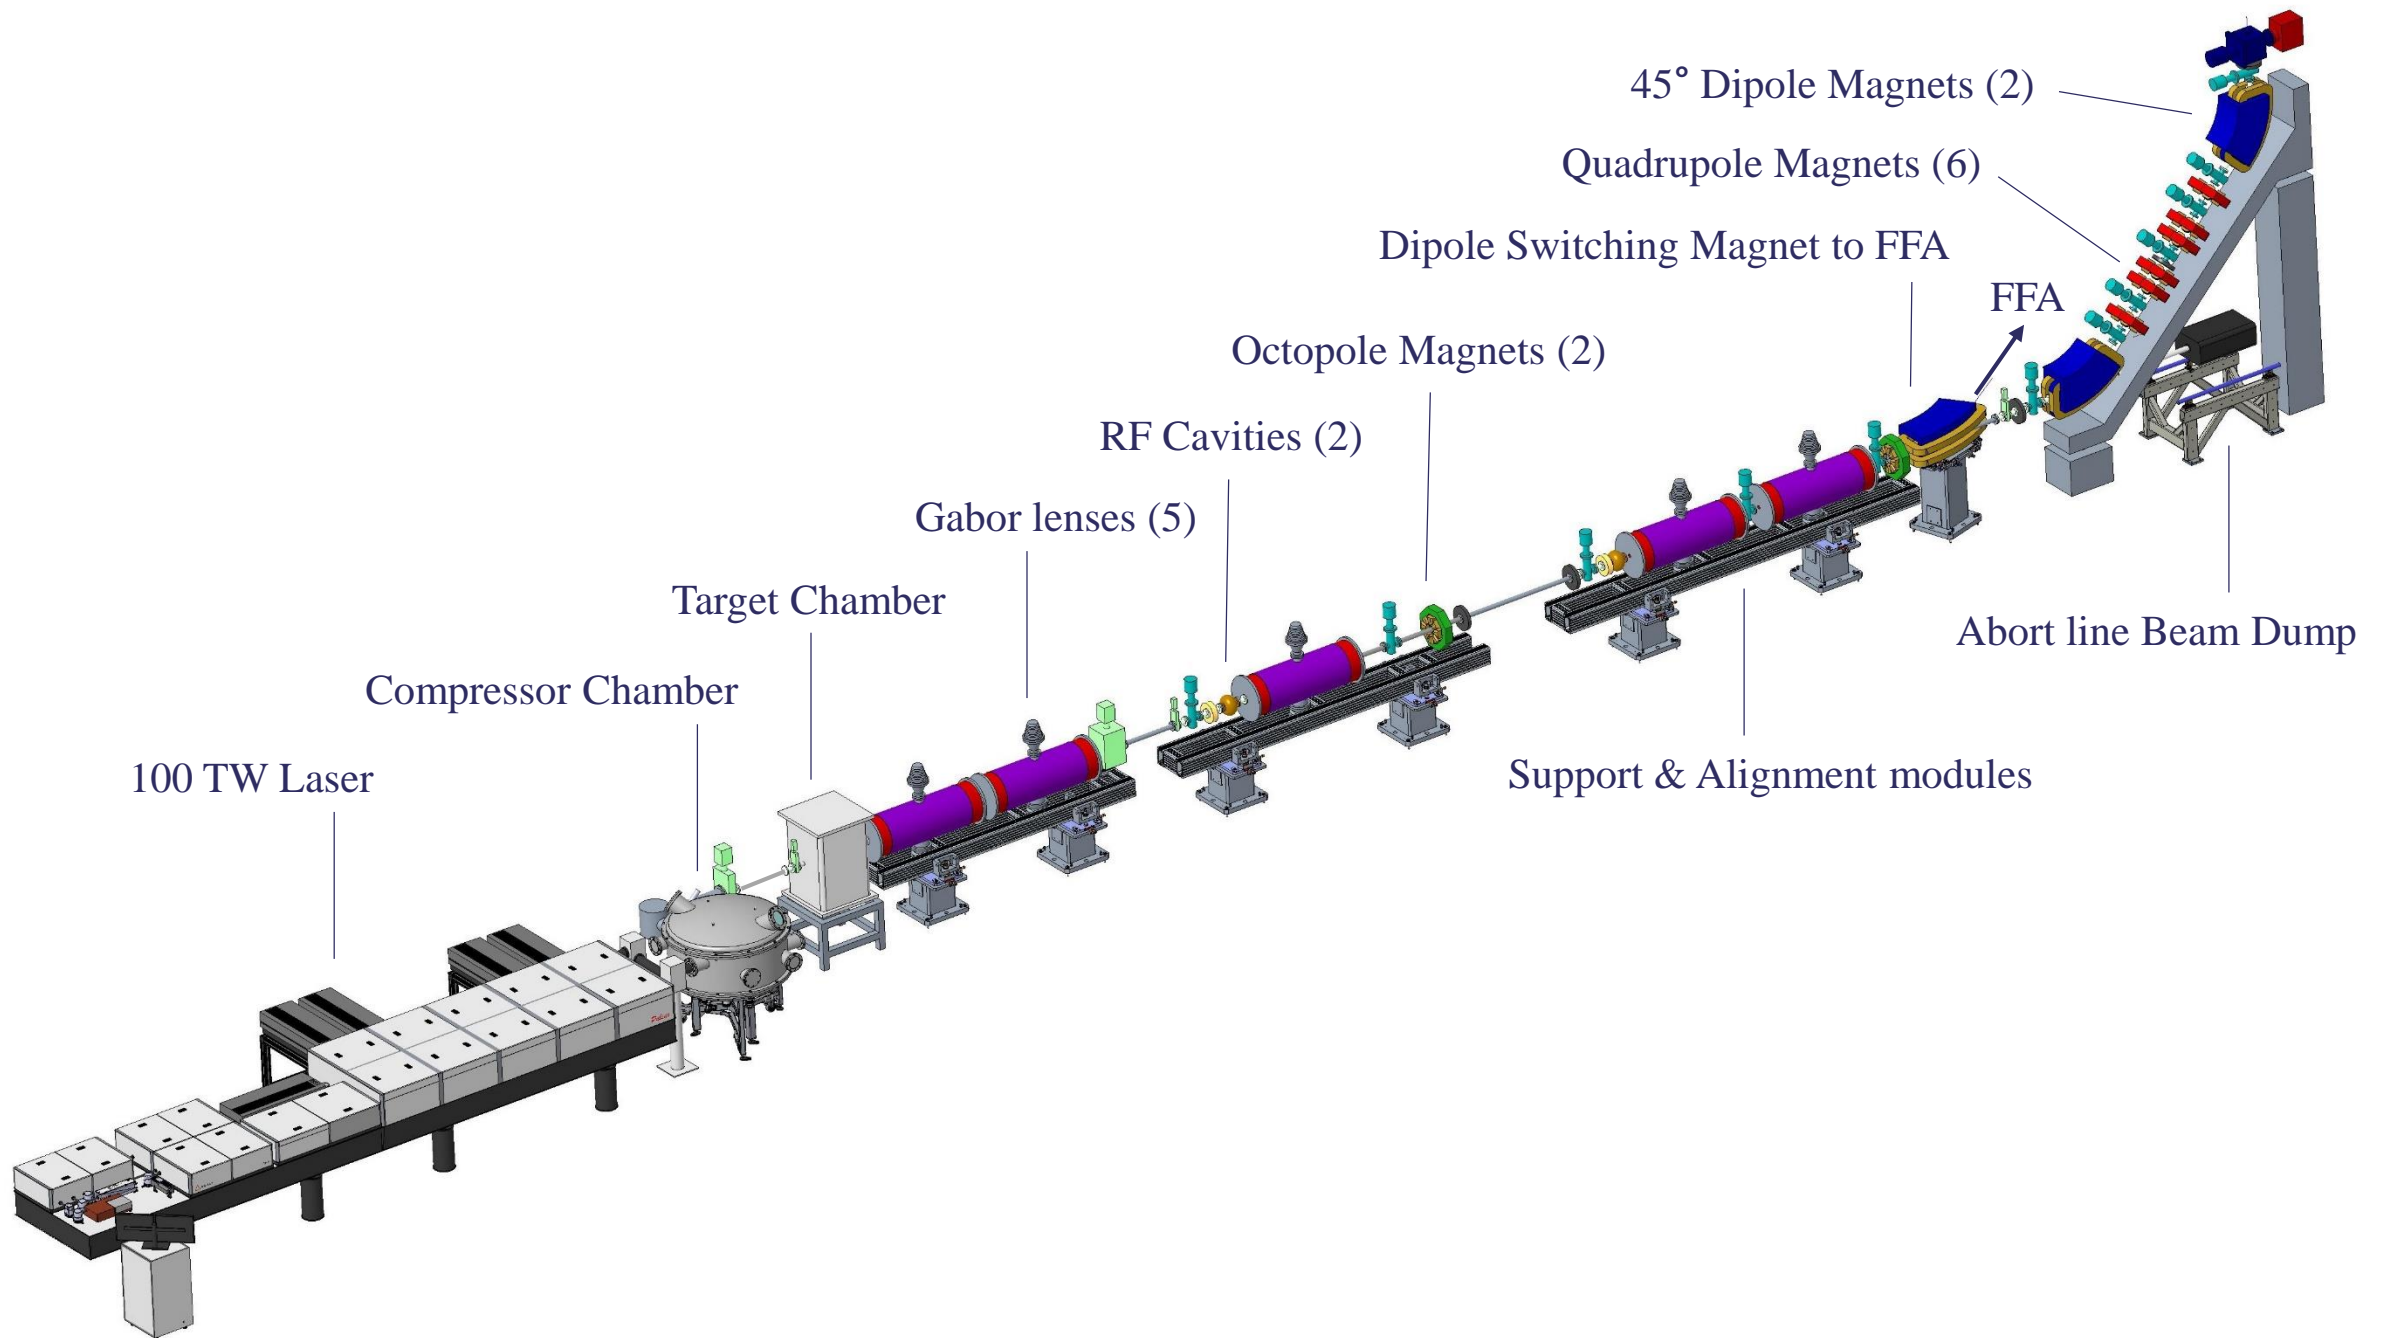 45° Dipole Magnets (2)
Quadrupole Magnets (6)
Dipole Switching Magnet to FFA
FFA
Octopole Magnets (2)
RF Cavities (2)
Gabor lenses (5)
Target Chamber
Abort line Beam Dump
Compressor Chamber
100 TW Laser
Support & Alignment modules